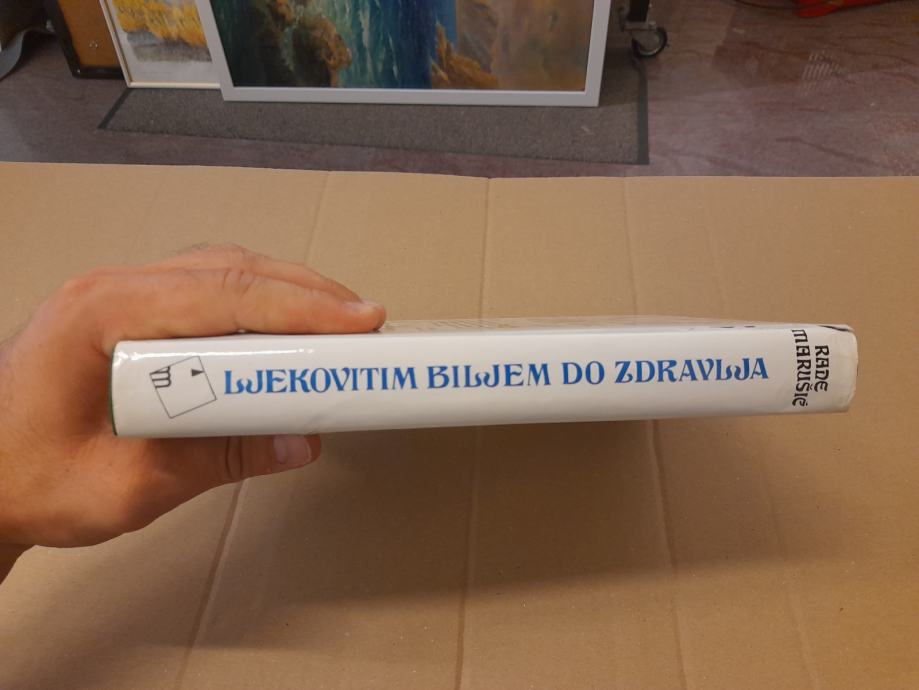 LJEKOVITIM BILJEM DO ZDRAVLJA
RADE
MARUŠIĆ
m